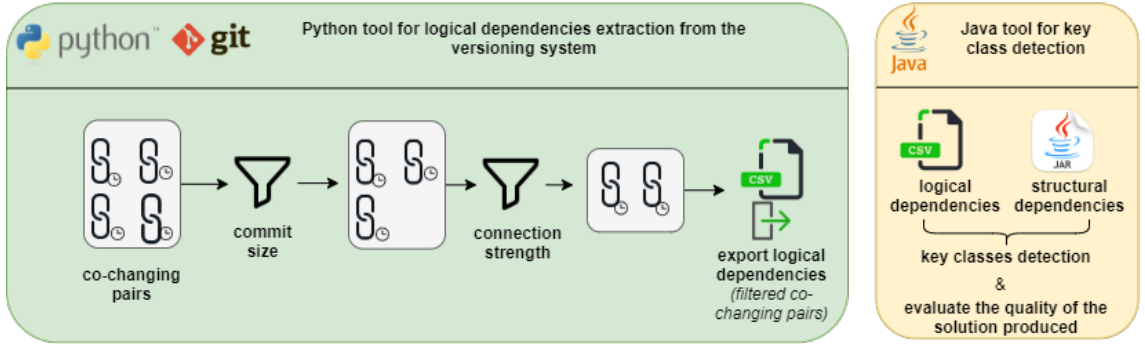 python™
git
Python tool for logical dependencies extraction from the
versioning system
co-changing
pairs
commit
size
connection
strength
CSV
export logical
dependencies
(filtered co-
changing pairs)
Java
Java tool for key
class detection
CSV
JAR
logical
dependencies
structural
dependencies
key classes detection
&
evaluate the quality of the
solution produced